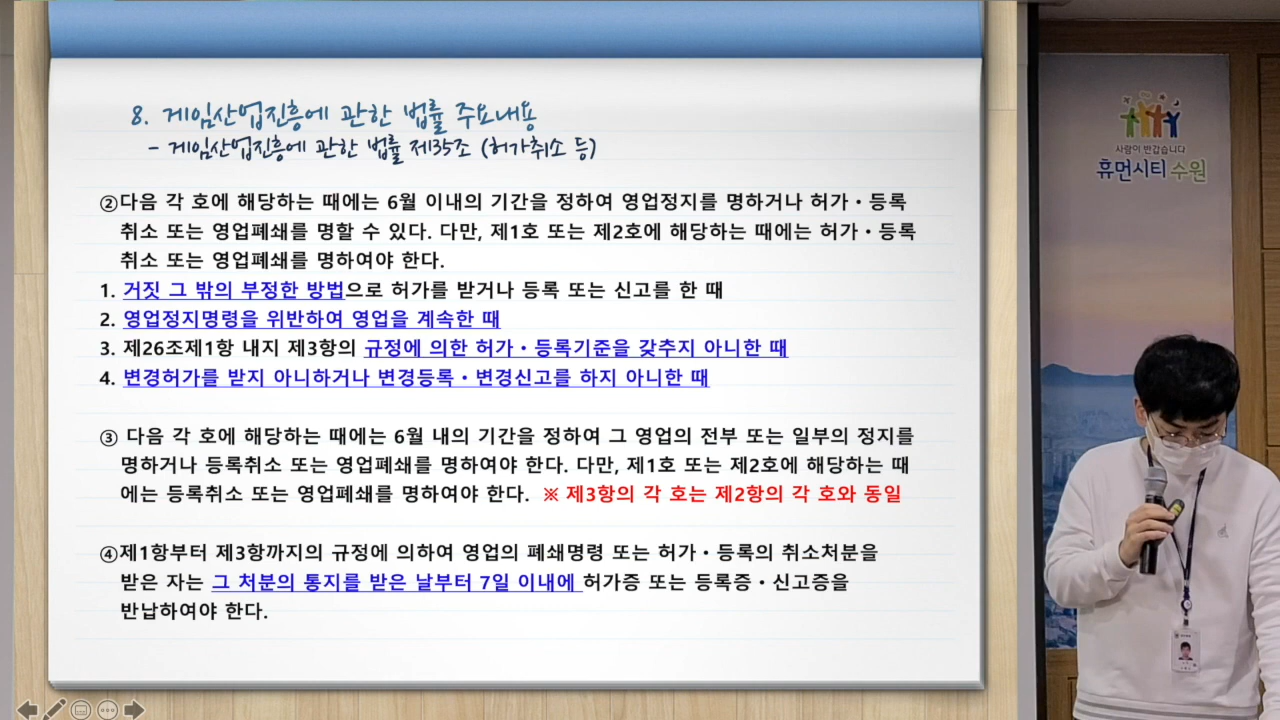 8. 게임산업진흥에 관한 법률 주요내용
- 게임산업진흥에 관한 법률 제35조 (허가취소 등)
②다음 각 호에 해당하는 때에는 6월 이내의 기간을 정하여 영업정지를 명하거나 허가・등록
취소 또는 영업폐쇄를 명할 수 있다. 다만, 제1호 또는 제2호에 해당하는 때에는 허가・등록
취소 또는 영업폐쇄를 명하여야 한다.
1. 거짓 그 밖의 부정한 방법으로 허가를 받거나 등록 또는 신고를 한 때
2. 영업정지명령을 위반하여 영업을 계속한 때
3. 제26조제1항 내지 제3항의 규정에 의한 허가・등록기준을 갖추지 아니한 때
4. 변경허가를 받지 아니하거나 변경등록・변경신고를 하지 아니한 때
③ 다음 각 호에 해당하는 때에는 6월 내의 기간을 정하여 그 영업의 전부 또는 일부의 정지를
명하거나 등록취소 또는 영업폐쇄를 명하여야 한다. 다만, 제1호 또는 제2호에 해당하는 때
에는 등록취소 또는 영업폐쇄를 명하여야 한다. ※ 제3항의 각 호는 제2항의 각 호와 동일
④제1항부터 제3항까지의 규정에 의하여 영업의 폐쇄명령 또는 허가・등록의 취소처분을
받은 자는 그 처분의 통지를 받은 날부터 7일 이내에 허가증 또는 등록증・신고증을
반납하여야 한다.
사람이 반갑습니다
휴먼시티 수원